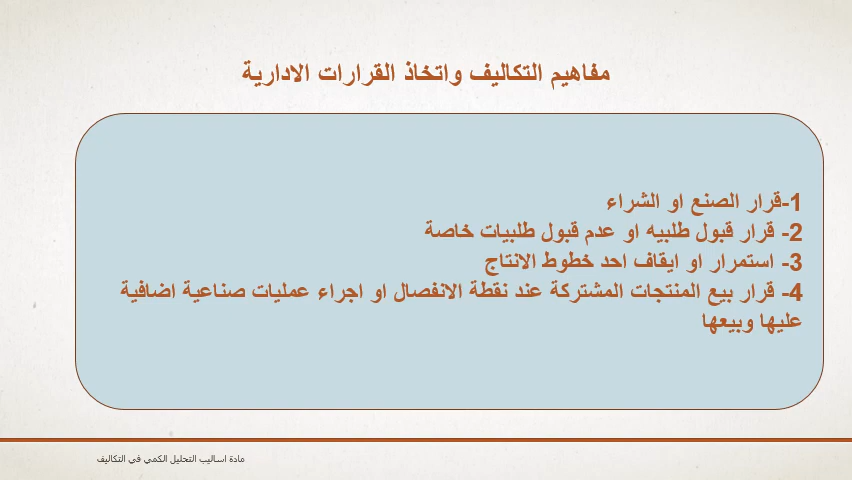 مفاهيم التكاليف واتخاذ القرارات الادارية
1-قرار الصنع او الشراء
2- قرار قبول طلبيه او عدم قبول طلبيات خاصة
3- استمرار او ايقاف احد خطوط الانتاج
4- قرار بيع المنتجات المشتركة عند نقطة الانفصال او اجراء عمليات صناعية اضافية
عليها وبيعها
مادة اساليب التحليل الكمي في التكاليف